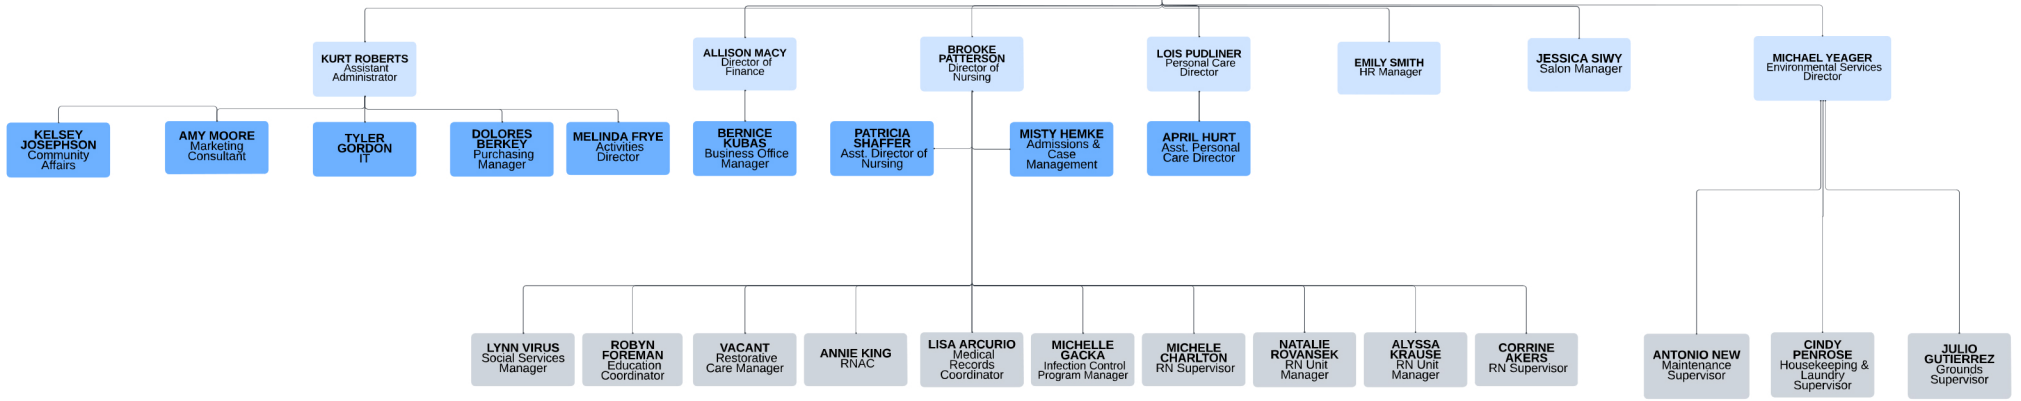 KURT ROBERTS
Assistant
Administrator
ALLISON MACY
Director of
Finance
BROOKE
PATTERSON
Director of
Nursing
LOIS PUDLINER
Personal Care
Director
EMILY SMITH
HR Manager
JESSICA SIWY
Salon Manager
MICHAEL YEAGER
Environmental Services
Director
KELSEY
JOSEPHSON
Community
Affairs
AMY MOORE
Marketing
Consultant
TYLER
GORDON
IT
DOLORES
BERKEY
Purchasing
Manager
MELINDA FRYE
Activities
Director
BERNICE
KUBAS
Business Office
Manager
PATRICIA
SHAFFER
Asst. Director of
Nursing
MISTY HEMKE
Admissions &
Case
Management
APRIL HURT
Asst. Personal
Care Director
LYNN VIRUS
Social Services
Manager
ROBYN
FOREMAN
Education
Coordinator
VACANT
Restorative
Care Manager
ANNIE KING
RNAC
LISA ARCURIO
Medical
Records
Coordinator
MICHELLE
GACKA
Infection Control
Program Manager
MICHELE
CHARLTON
RN Supervisor
NATALIE
ROVANSEK
RN Unit
Manager
ALYSSA
KRAUSE
RN Unit
Manager
CORRINE
AKERS
RN Supervisor
ANTONIO NEW
Maintenance
Supervisor
CINDY
PENROSE
Housekeeping &
Laundry
Supervisor
JULIO
GUTIERREZ
Grounds
Supervisor